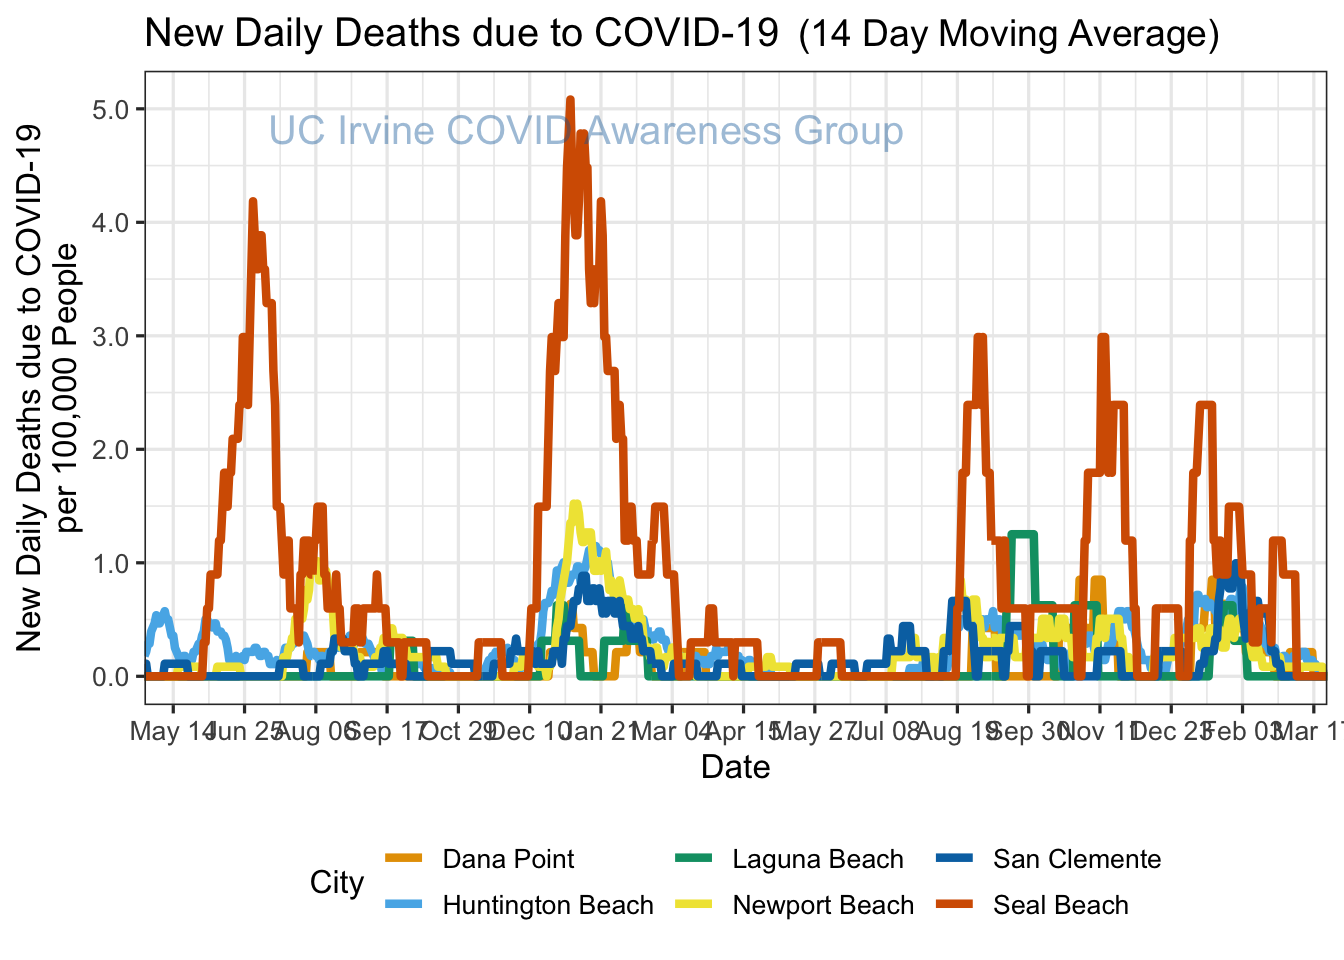 New Daily Deaths due to COVID-19 (14 Day Moving Average)
UC Irvine COVID Awareness Group
New Daily Deaths due to COVID-19
per 100,000 People
5.0
4.0
3.0
2.0
1.0
0.0
May 14 Jun 25 Aug 06 Sep 17 Oct 29 Dec 10 Jan 21 Mar 04 Apr 15 May 27 Jul 08 Aug 19 Sep 30 Nov 11 Dec 23 Feb 03 Mar 17
Date
City
Dana Point Laguna Beach San Clemente
Huntington Beach Newport Beach Seal Beach